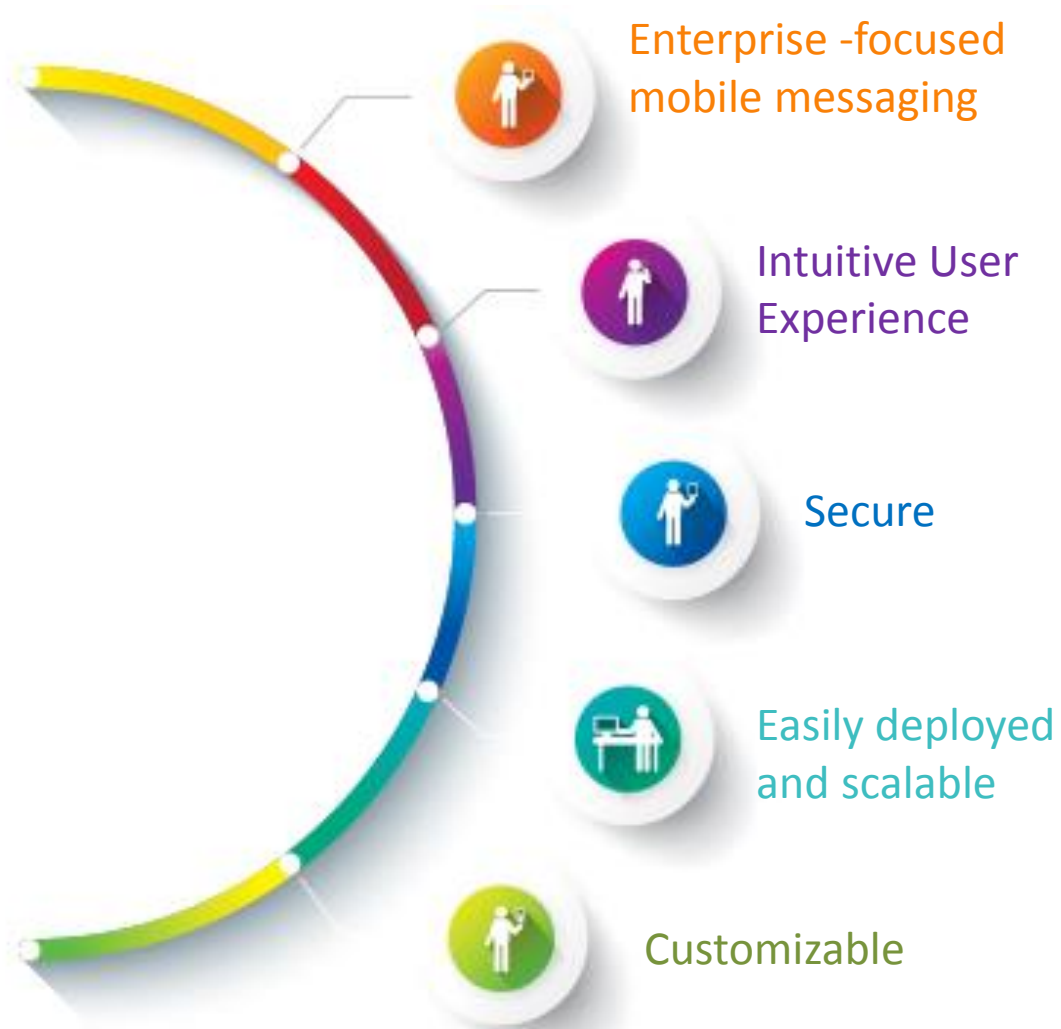 Enterprise -focused
mobile messaging
Intuitive User
Experience
Secure
Easily deployed
and scalable
Customizable